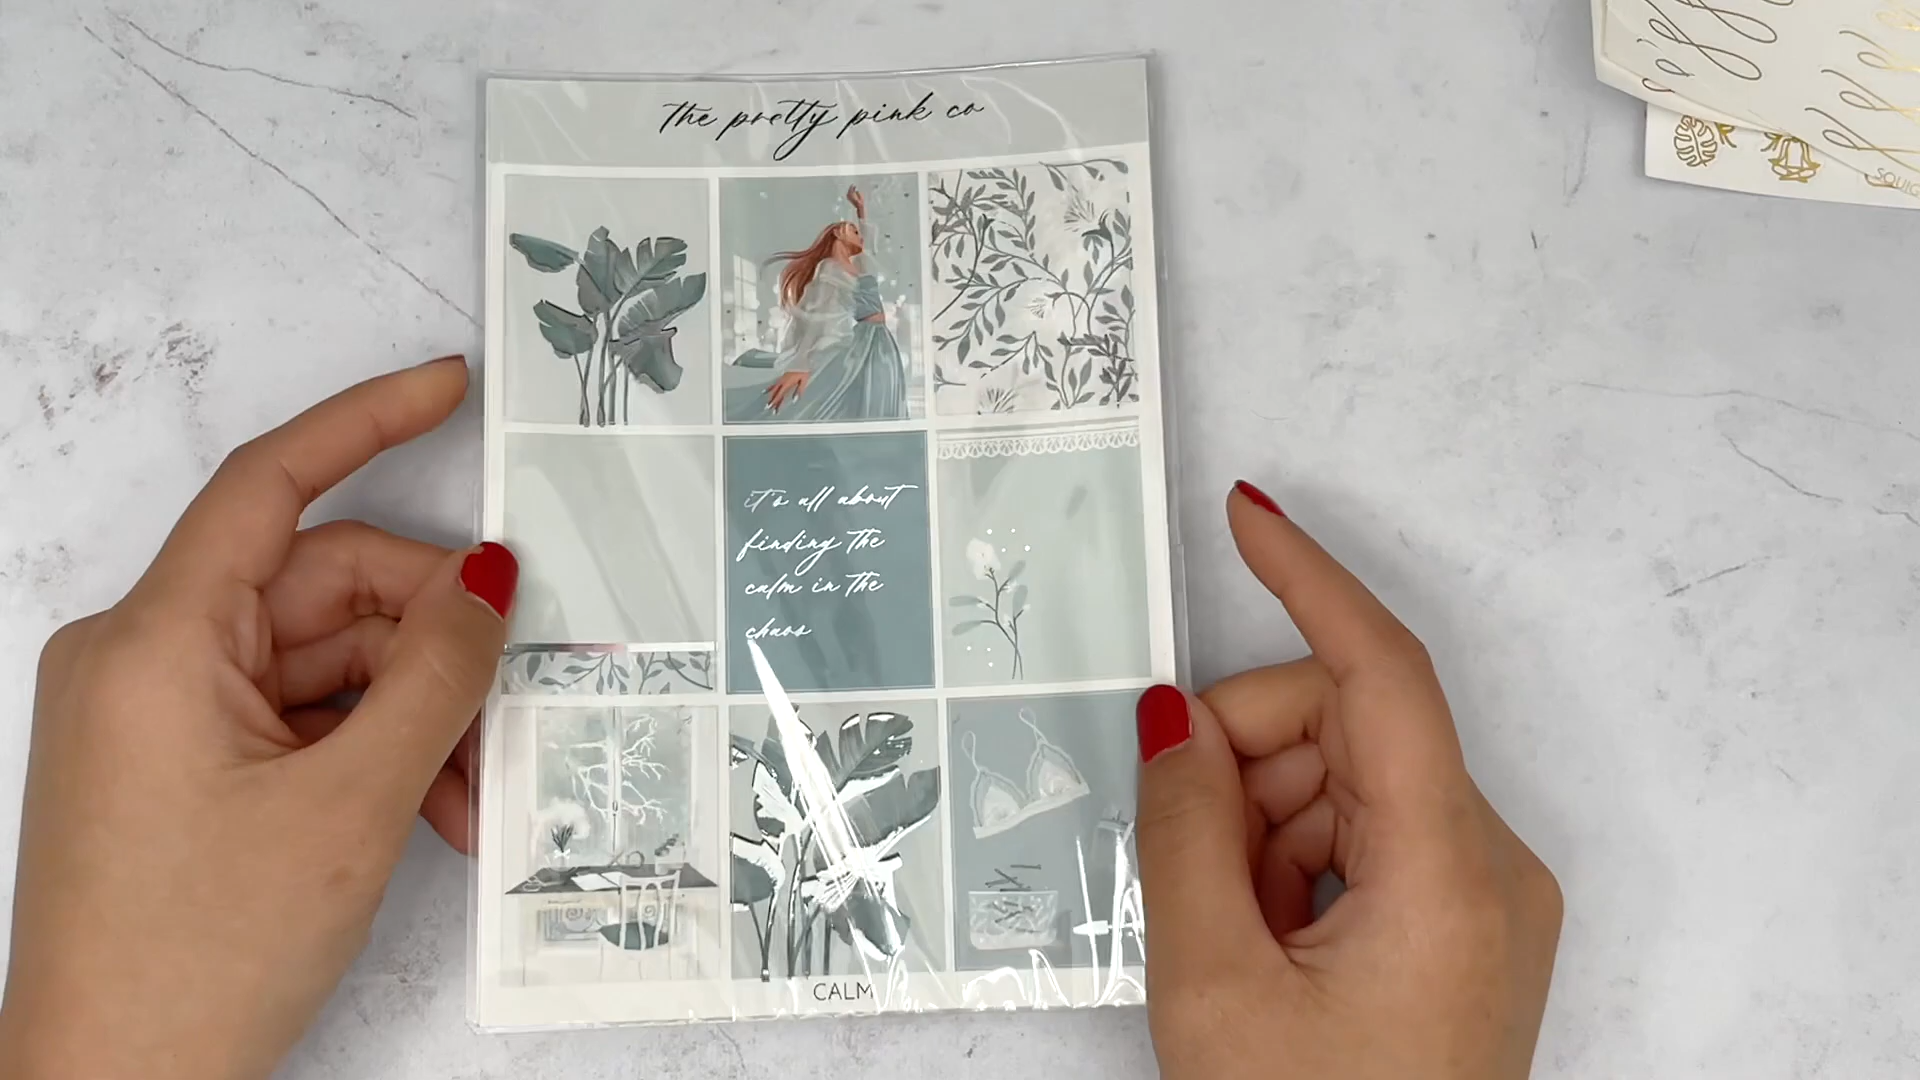 the pretty pink co
it's all about
finding the
calm in the
chaos
CALM